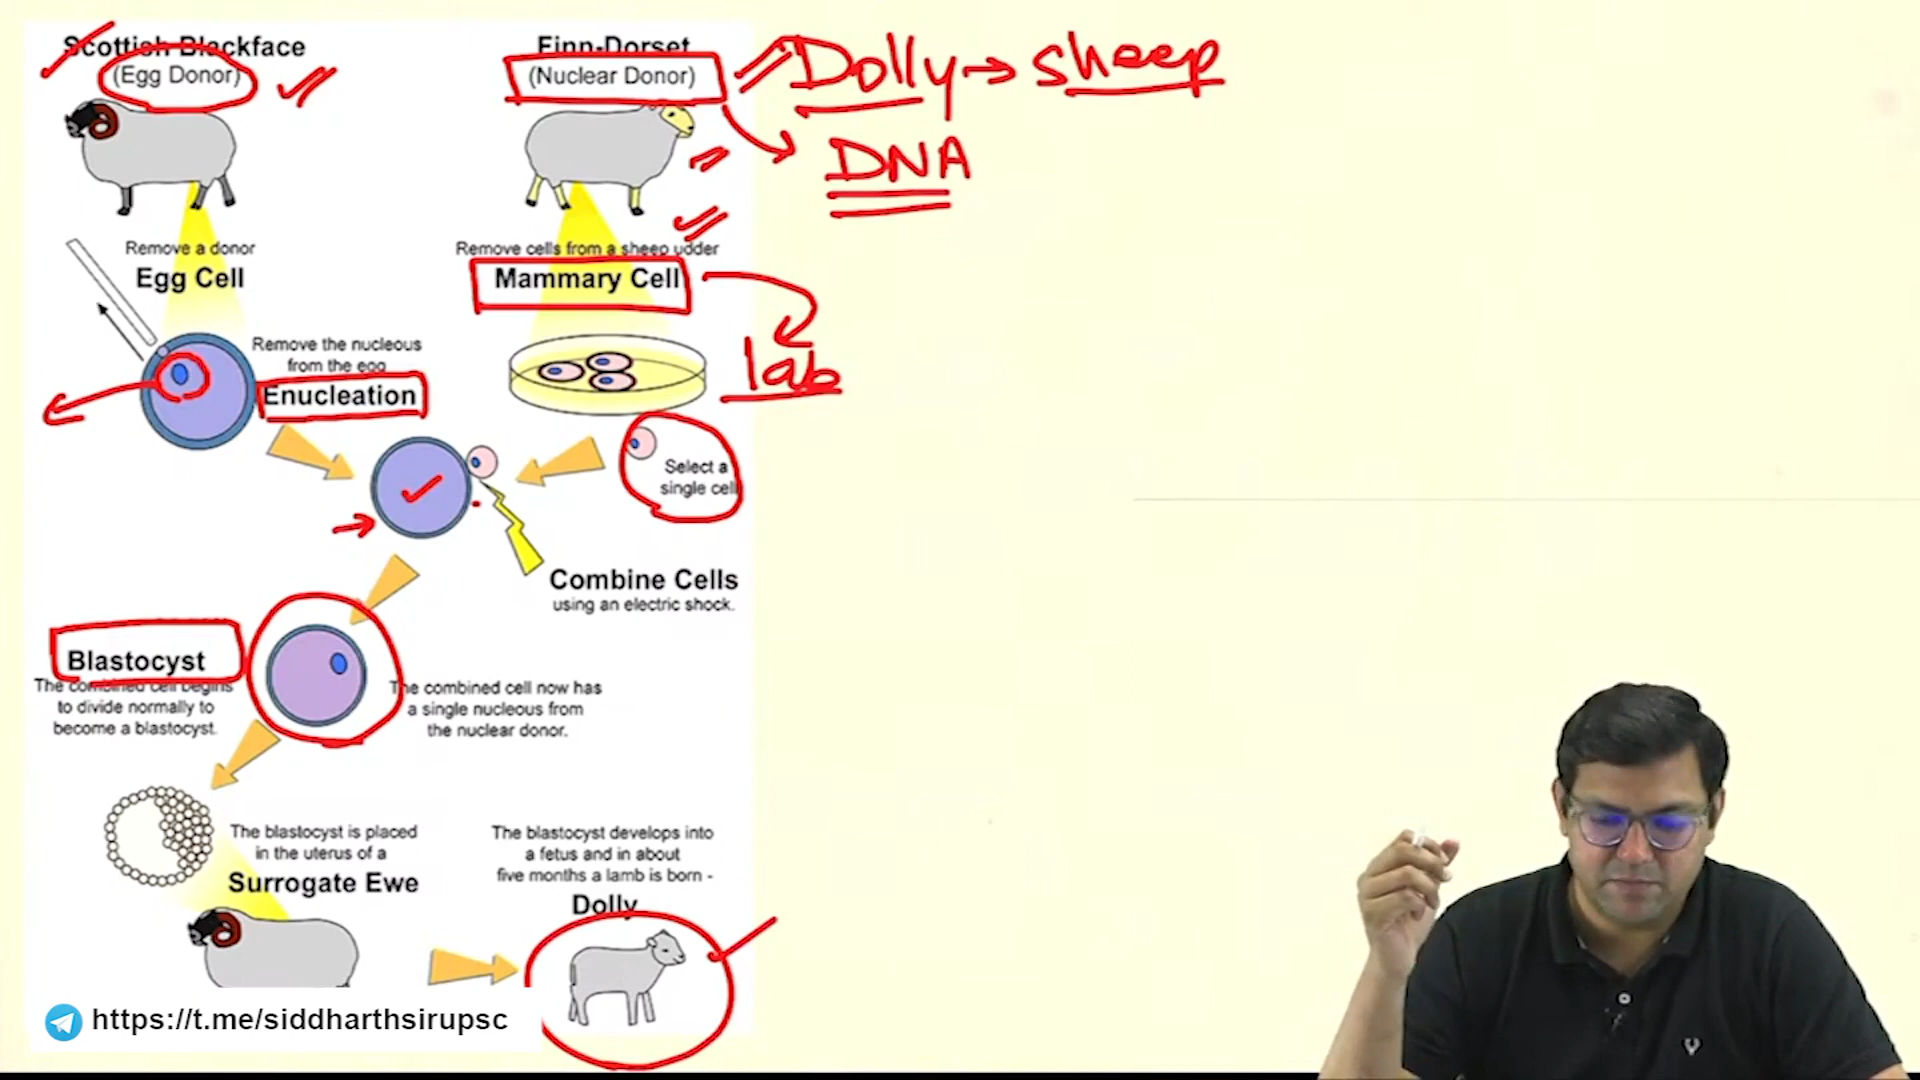 Scottish Blackface
(Egg Donor)
Finn-Dorset
(Nuclear Donor)
Dolly → sheep
DNA
Remove a donor
Egg Cell
Remove cells from a sheep udder
Mammary Cell
lab
Remove the nucleous
from the egg
Enucleation
Select a
single cell
Combine Cells
using an electric shock.
Blastocyst
The combined cell begins
to divide normally to
become a blastocyst.
The combined cell now has
a single nucleous from
the nuclear donor.
The blastocyst is placed
in the uterus of a
Surrogate Ewe
The blastocyst develops into
a fetus and in about
five months a lamb is born -
Dolly
https://t.me/siddharthsirupsc